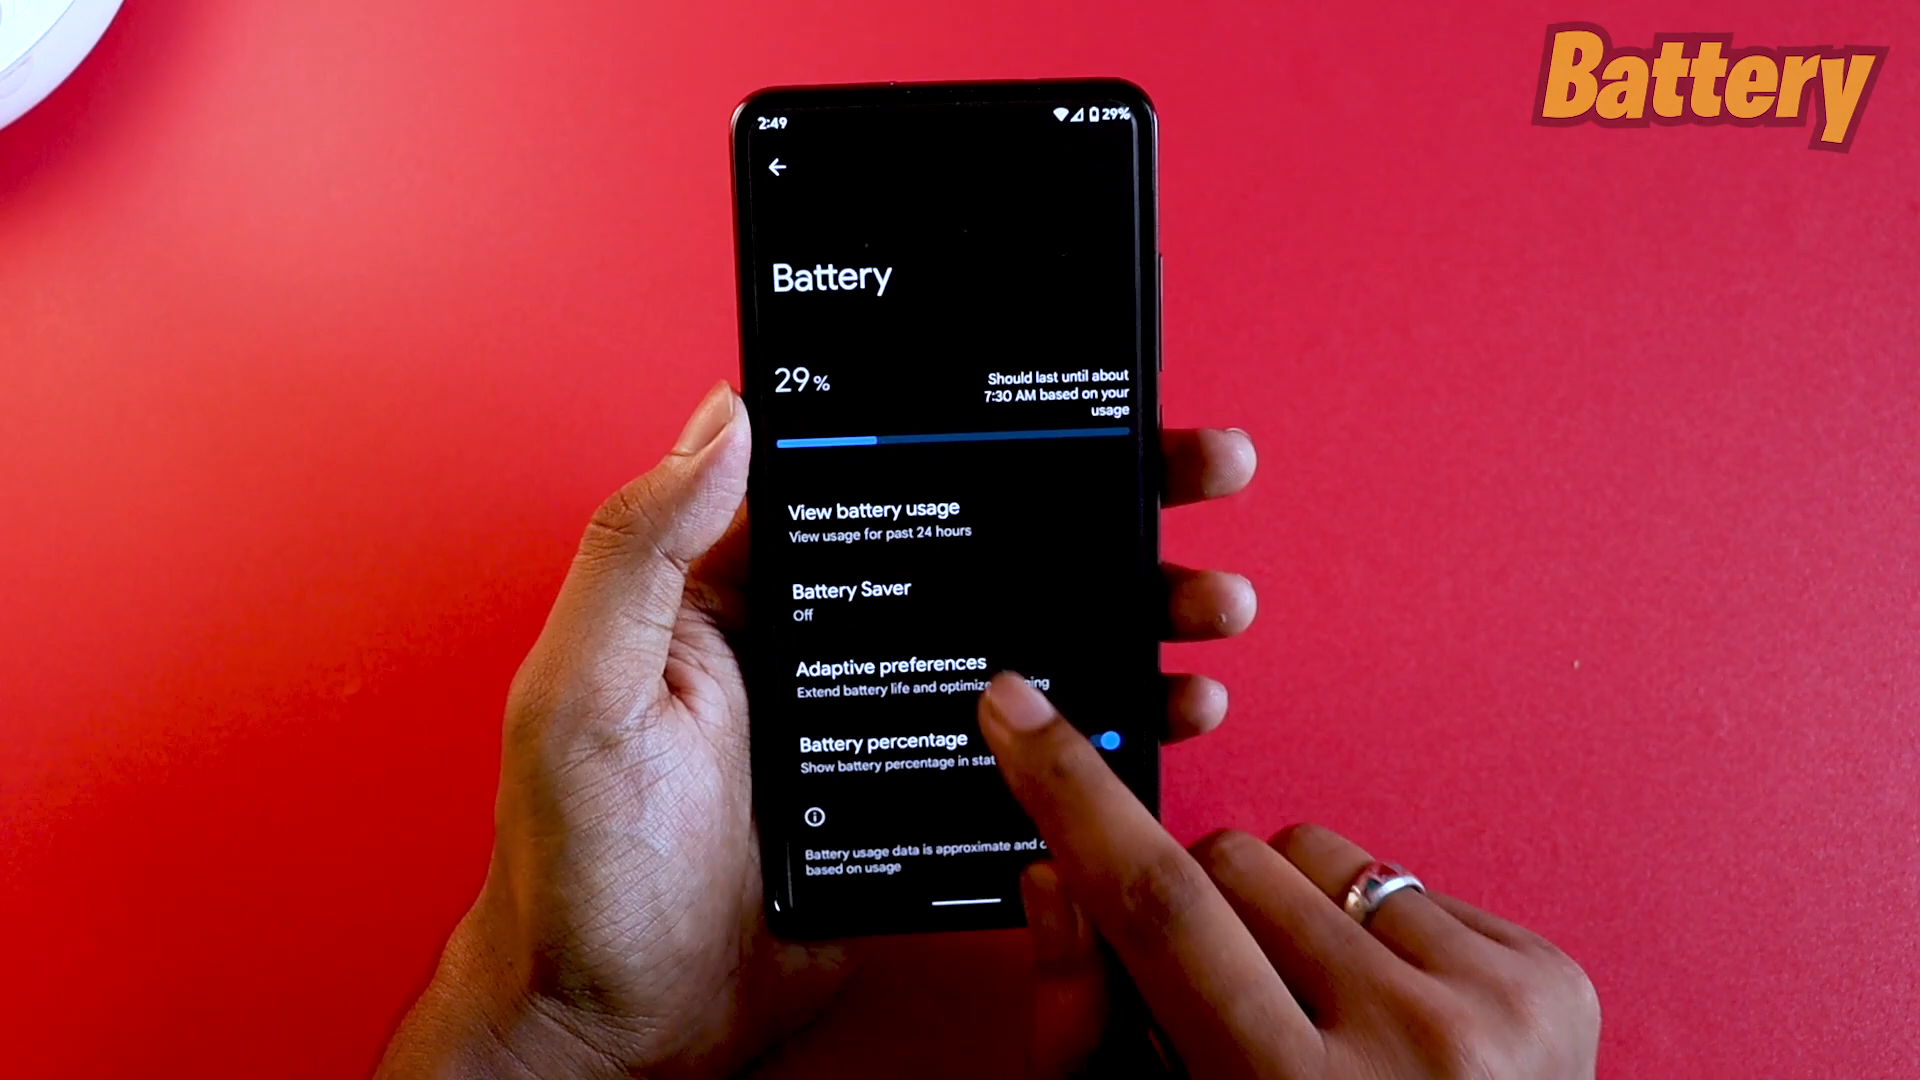 Battery
2:49
29%
Battery
29%
Should last until about
7:30 AM based on your
usage
View battery usage
View usage for past 24 hours
Battery Saver
Off
Adaptive preferences
Extend battery life and
Battery percentage
Show battery percentage in
Battery usage data is approximate and
based on usage